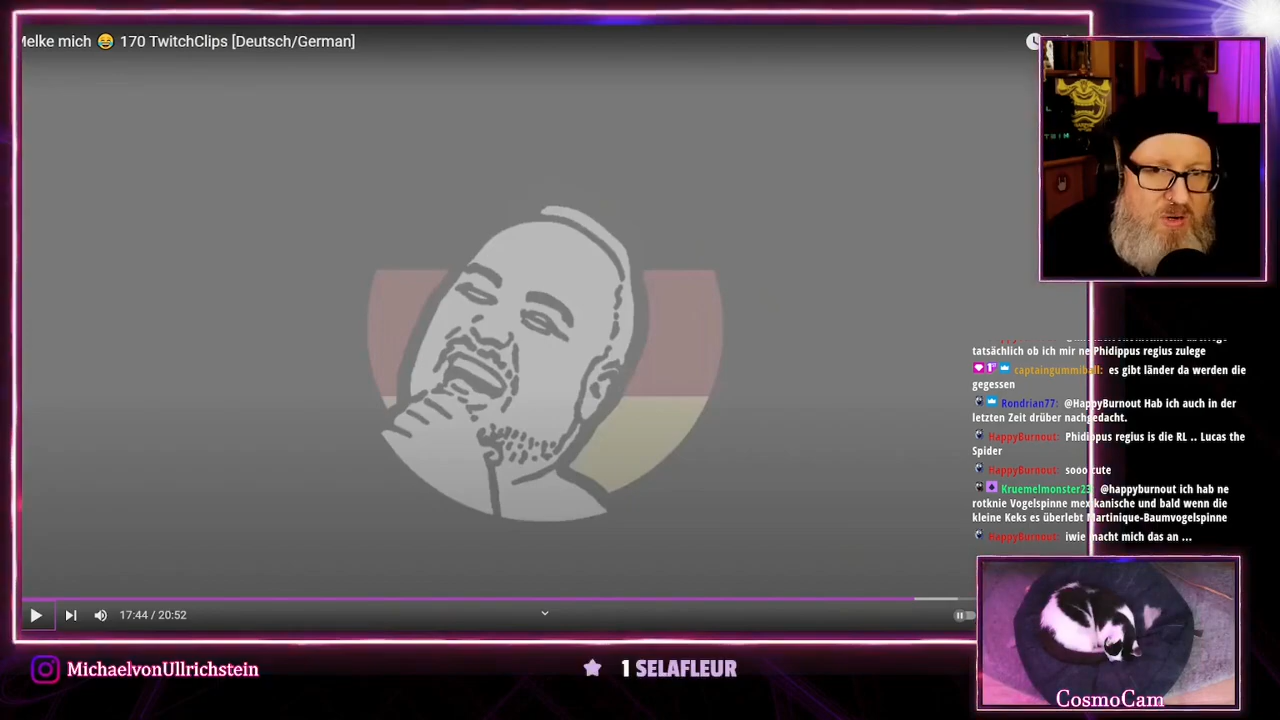 elke mich 😂 170 TwitchClips [Deutsch/German]
tatsächlich ob ich mir ne Phidippus regius zulege
captaingummiball: es gibt länder da werden die
gegessen
Rondrian77: @HappyBurnout Hab ich auch in der
letzten Zeit drüber nachgedacht.
HappyBurnout: Phidippus regius is die RL .. Lucas the
Spider
HappyBurnout: sooo cute
Kruemelmonster23: @happyburnout ich hab ne
rotknie Vogelspinne mexikanische und bald wenn die
kleine Keks es überlebt Martinique-Baumvogelspinne
HappyBurnout: iwie macht mich das an ...
17:44 / 20:52
MichaelvonUllrichstein
1 SELAFLEUR
CosmoCam